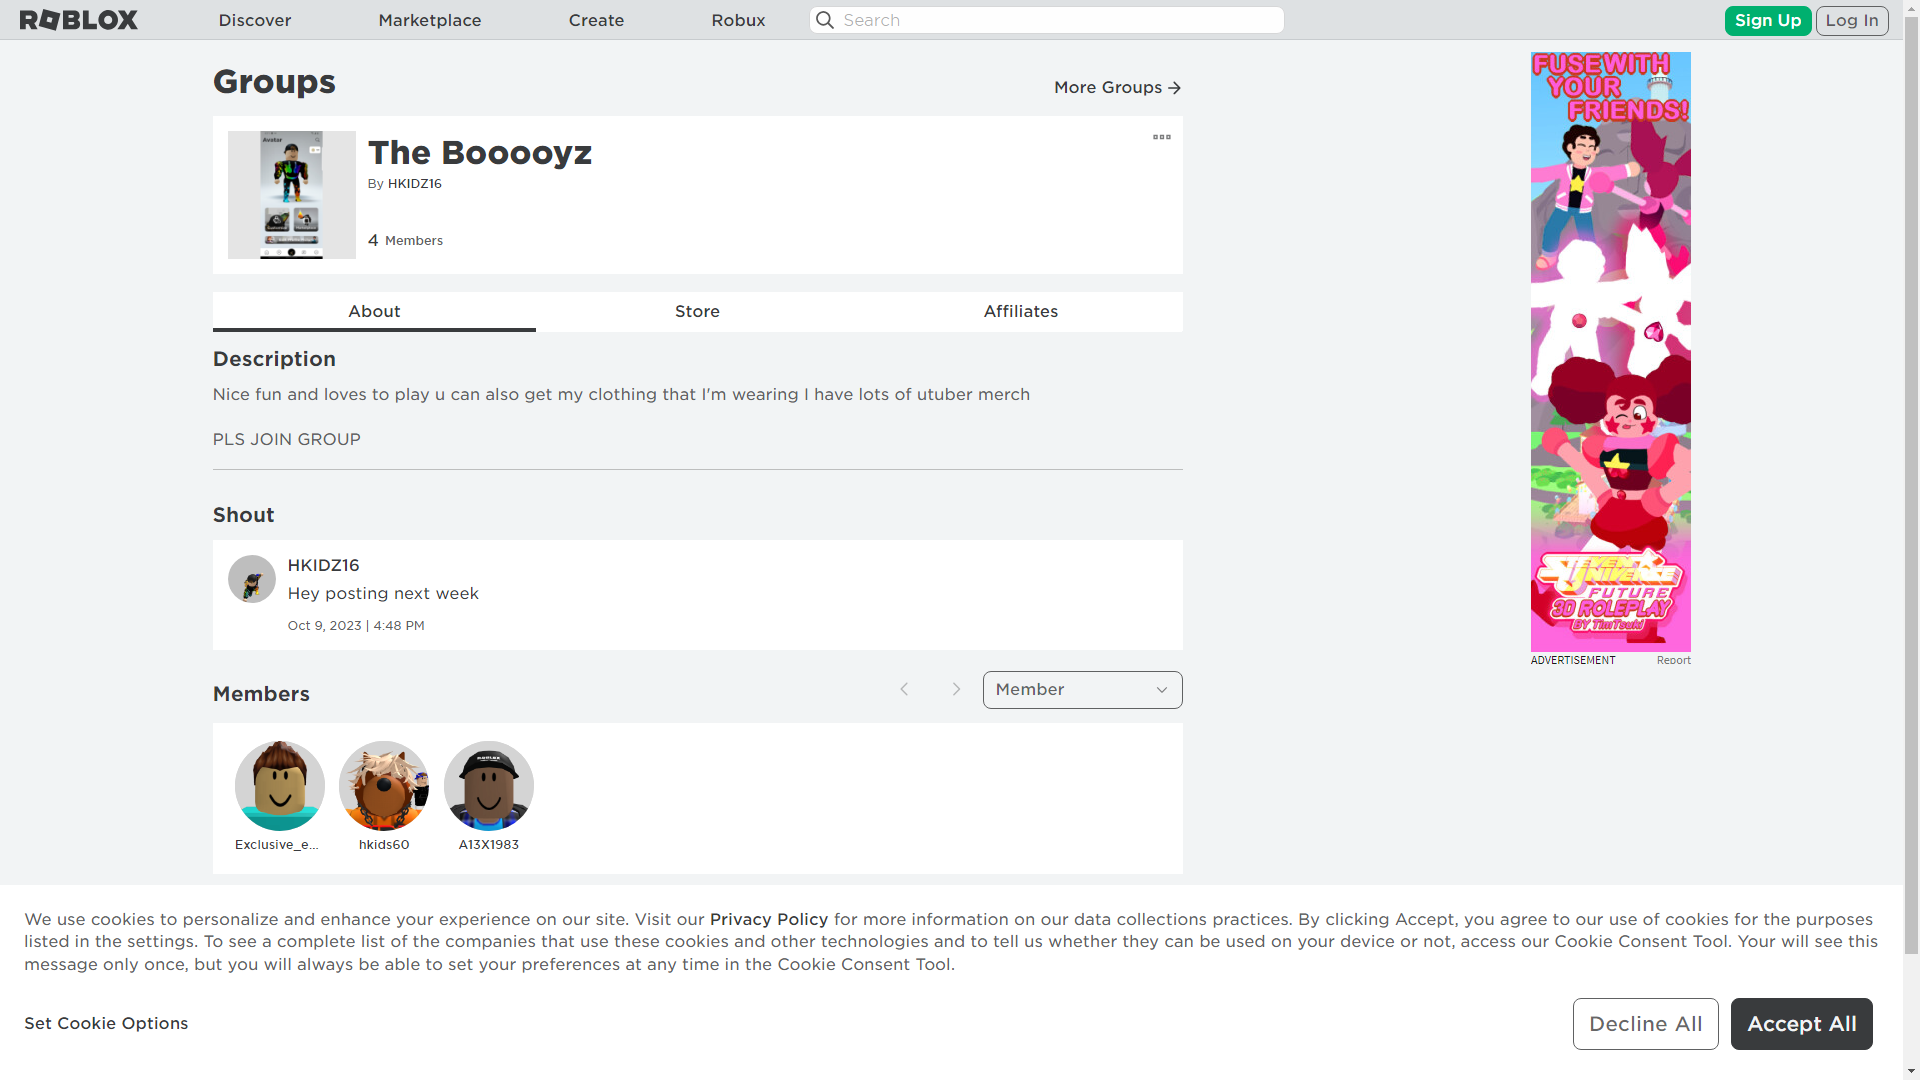 ROBLOX
Discover
Marketplace
Create
Robux
Search
Sign Up
Log In
Groups
More Groups
Avatar
The Booooyz
By HKIDZ16
4 Members
About
Store
Affiliates
Description
Nice fun and loves to play u can also get my clothing that I'm wearing I have lots of utuber merch
PLS JOIN GROUP
Shout
HKIDZ16
Hey posting next week
Oct 9, 2023 | 4:48 PM
Members
Member
Exclusive_e...
hkids60
A13X1983
FUSE WITH
YOUR
FRIENDS!
STEVEN
UNIVERSE
FUTURE
3D ROLEPLAY
BY TimTsuki
ADVERTISEMENT
Report
We use cookies to personalize and enhance your experience on our site. Visit our Privacy Policy for more information on our data collections practices. By clicking Accept, you agree to our use of cookies for the purposes
listed in the settings. To see a complete list of the companies that use these cookies and other technologies and to tell us whether they can be used on your device or not, access our Cookie Consent Tool. Your will see this
message only once, but you will always be able to set your preferences at any time in the Cookie Consent Tool.
Set Cookie Options
Decline All
Accept All